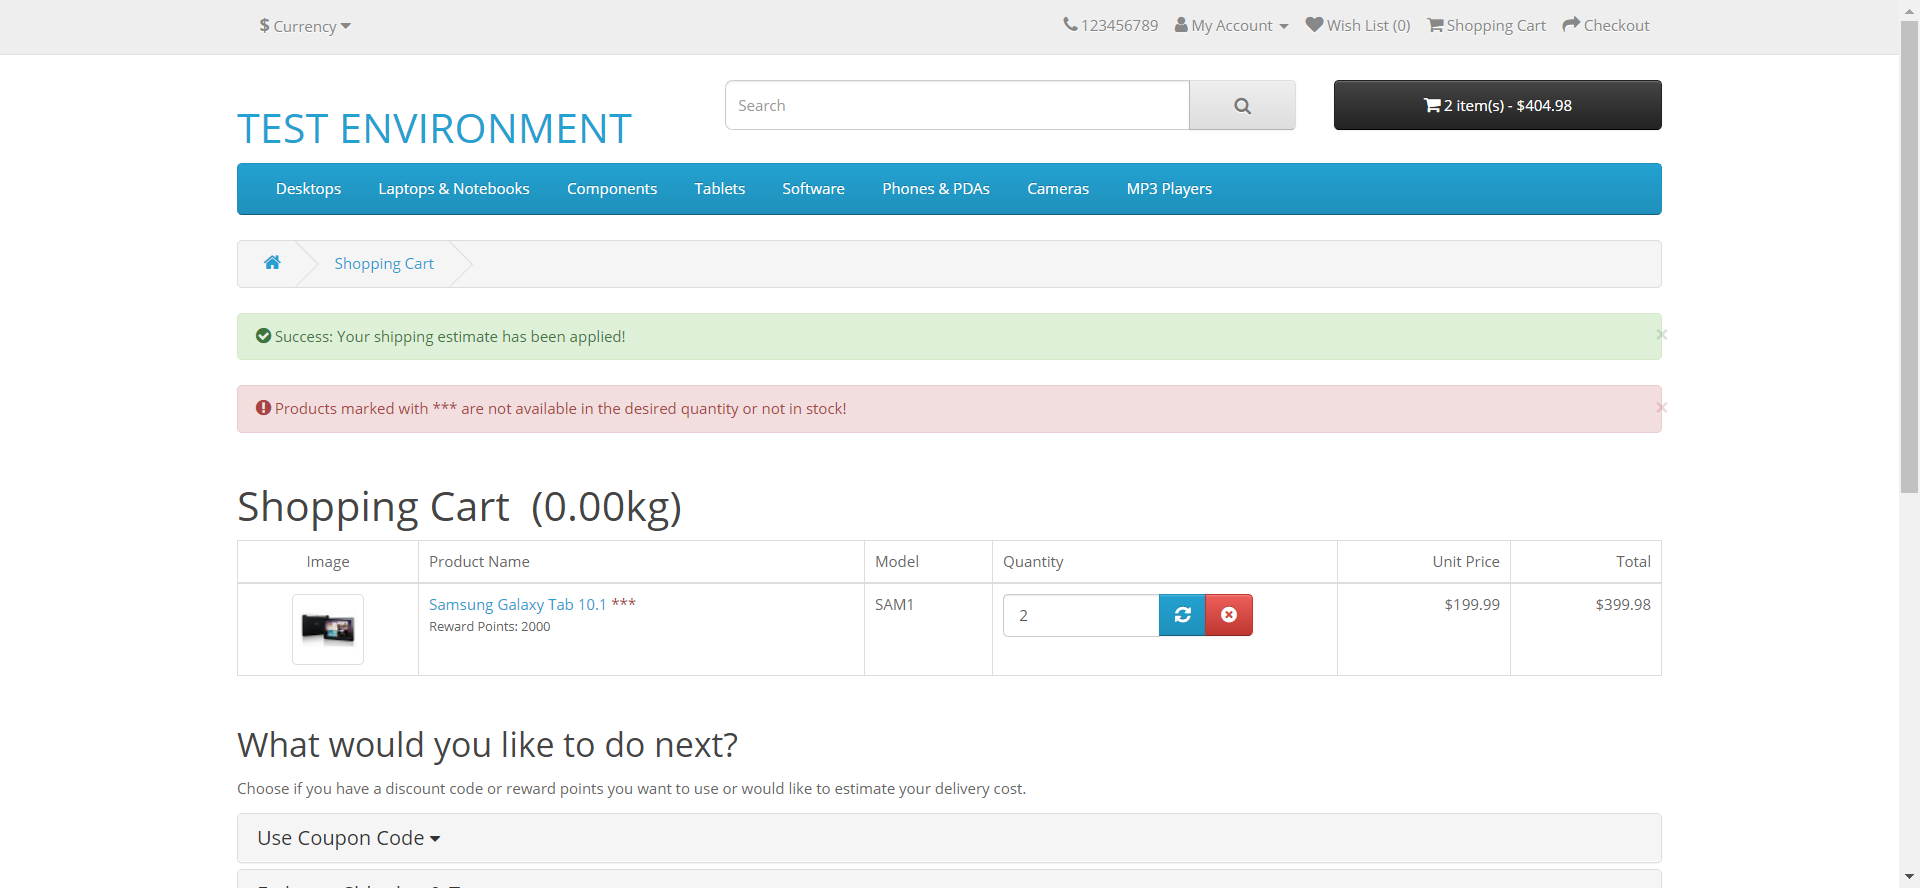 $ Currency
123456789 My Account Wish List (0) Shopping Cart Checkout
Search
2 item(s) - $404.98
TEST ENVIRONMENT
Desktops Laptops & Notebooks Components Tablets Software Phones & PDAs Cameras MP3 Players
Shopping Cart
Success: Your shipping estimate has been applied!
×
Products marked with *** are not available in the desired quantity or not in stock!
×
Shopping Cart (0.00kg)
Image Product Name Model Quantity Unit Price Total
Samsung Galaxy Tab 10.1 *** SAM1 2 $199.99 $399.98
Reward Points: 2000
What would you like to do next?
Choose if you have a discount code or reward points you want to use or would like to estimate your delivery cost.
Use Coupon Code